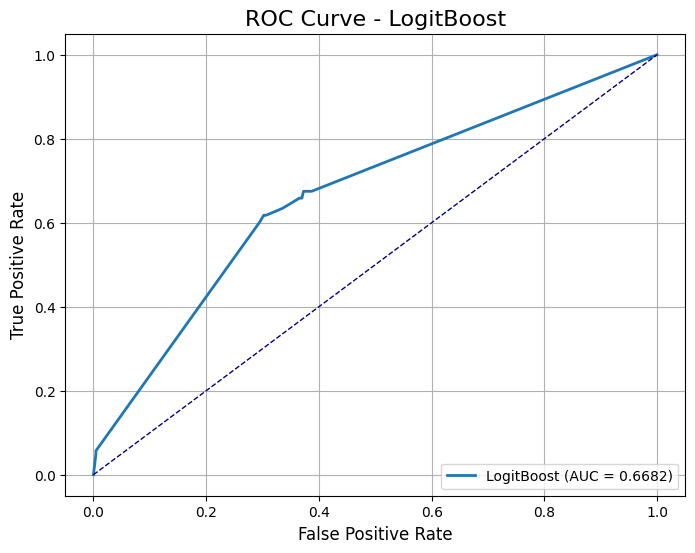 ROC Curve - LogitBoost
True Positive Rate
1.0
0.8
0.6
0.4
0.2
0.0
0.0 0.2 0.4 0.6 0.8 1.0
False Positive Rate
LogitBoost (AUC = 0.6682)